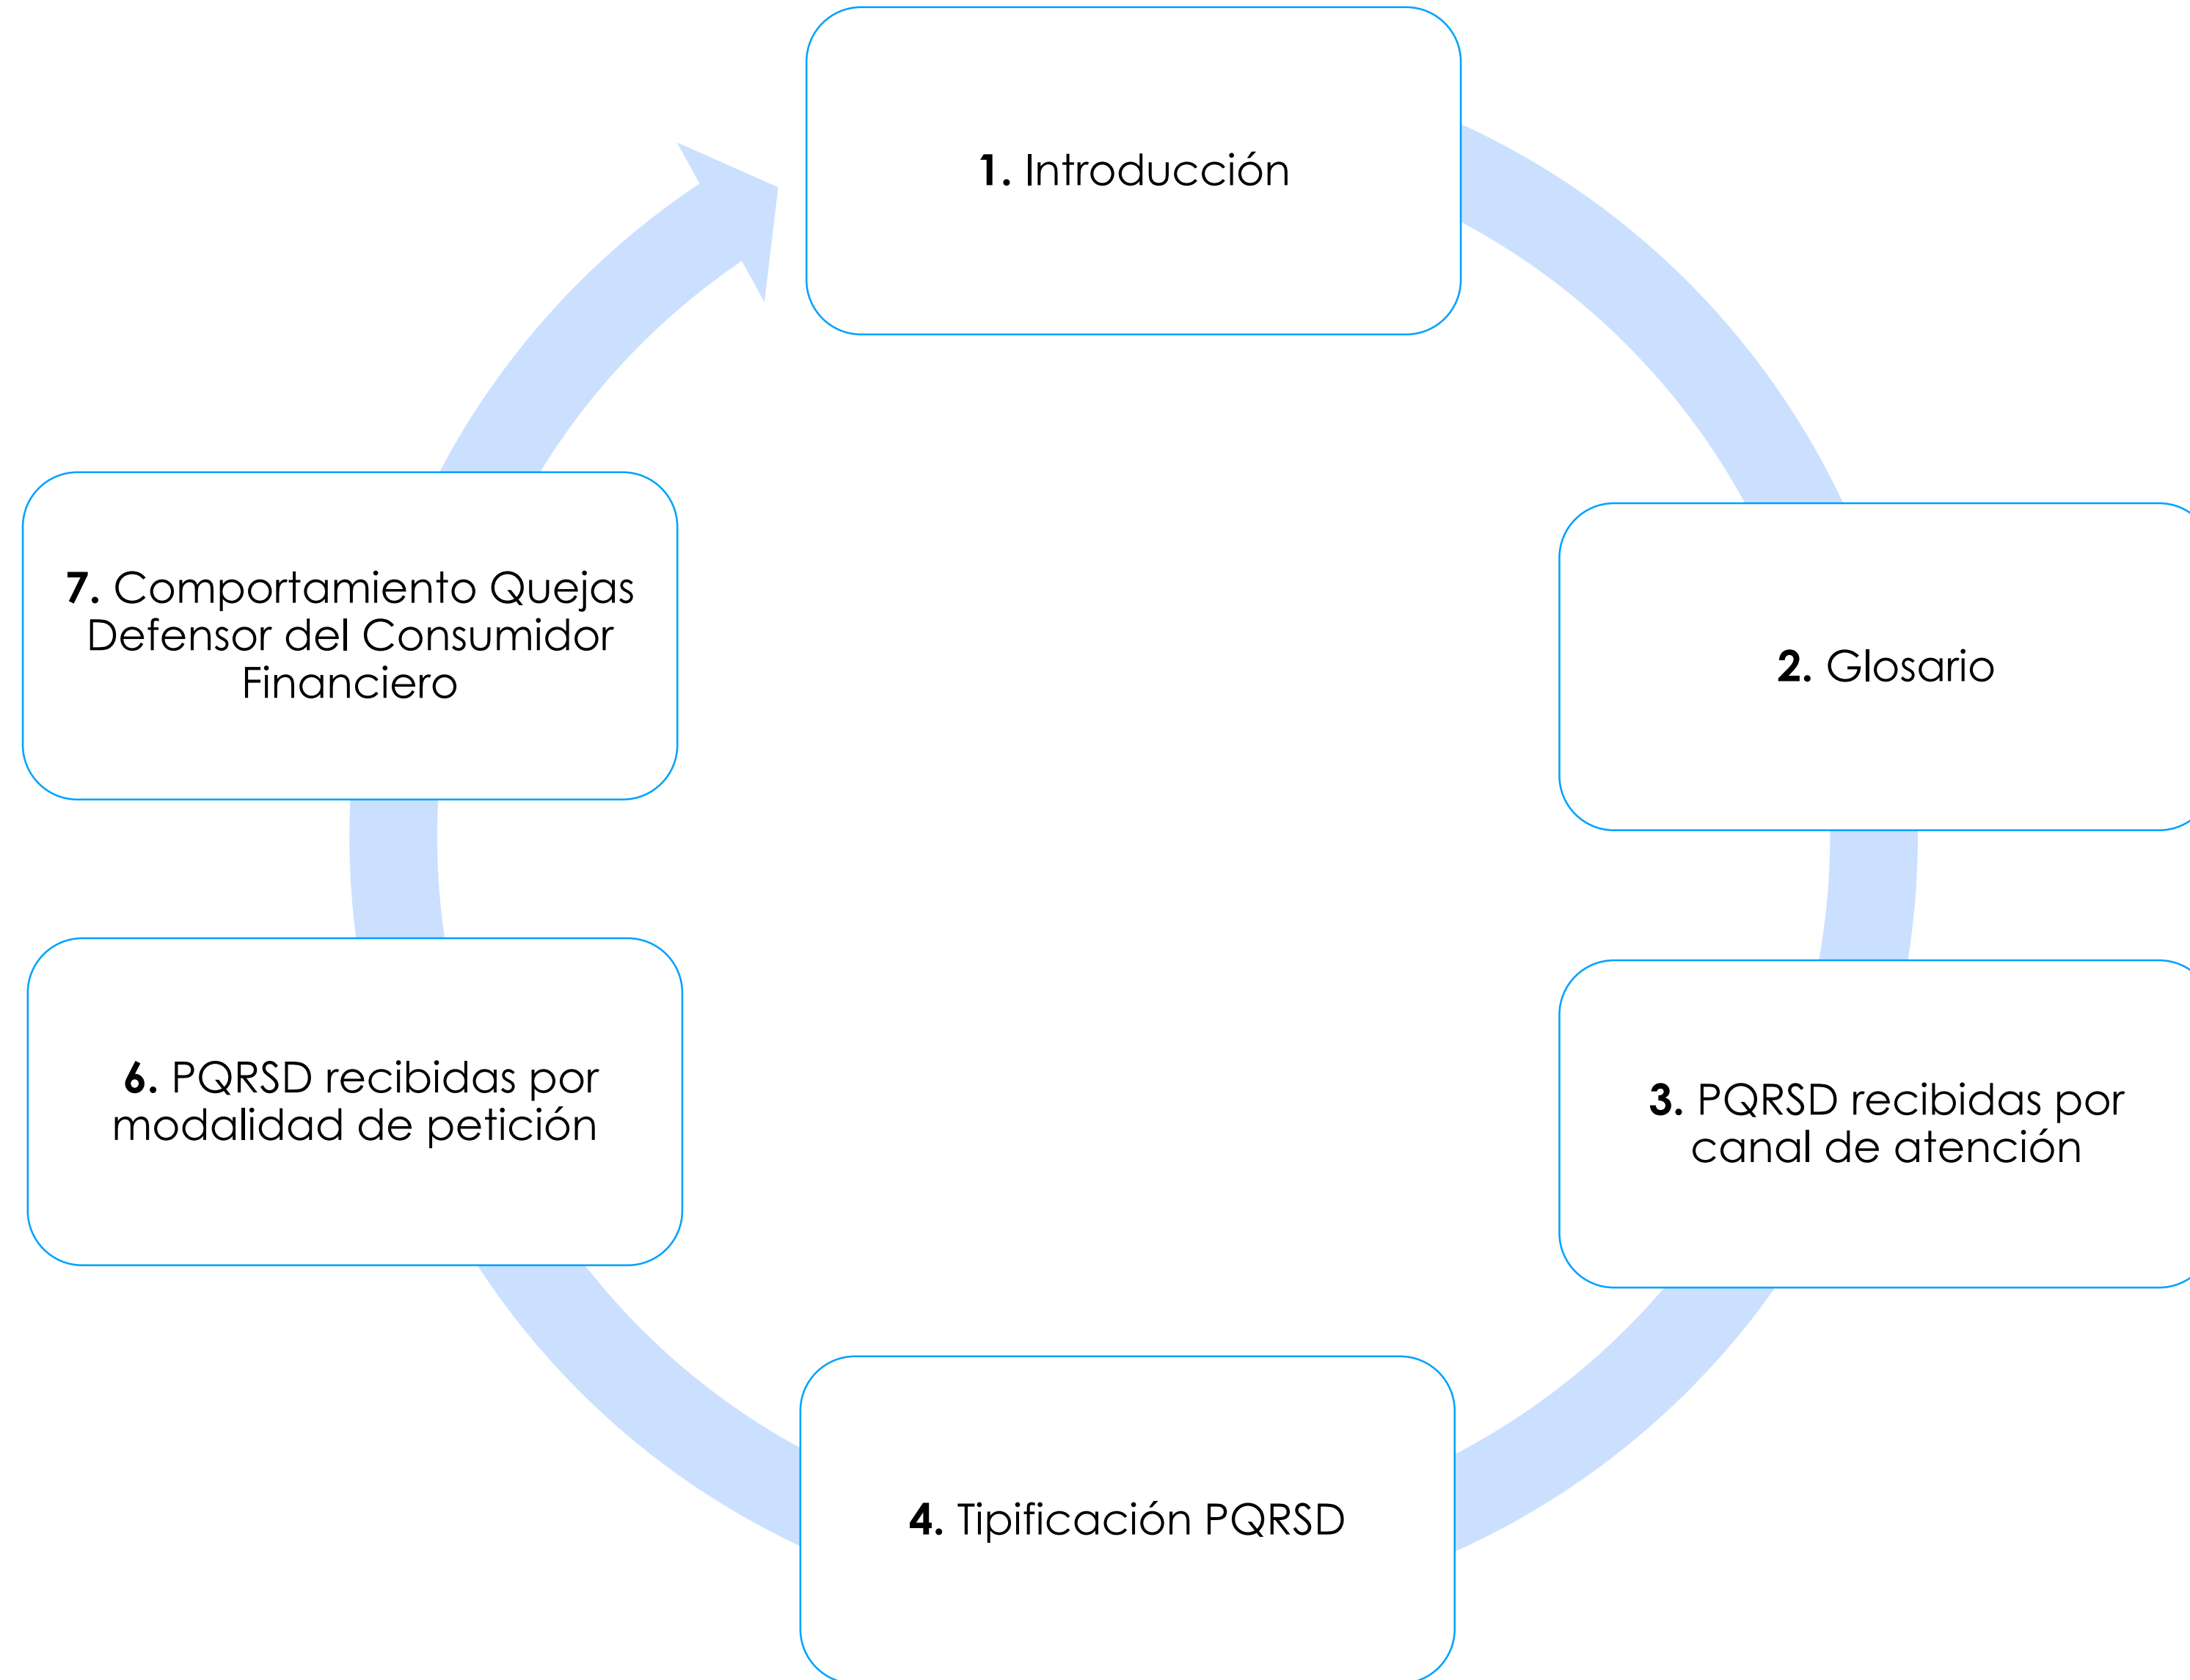 1. Introducción
2. Glosario
3. PQRSD recibidas por
canal de atención
4. Tipificación PQRSD
6. PQRSD recibidas por
modalidad de petición
7. Comportamiento Quejas
Defensor del Consumidor
Financiero